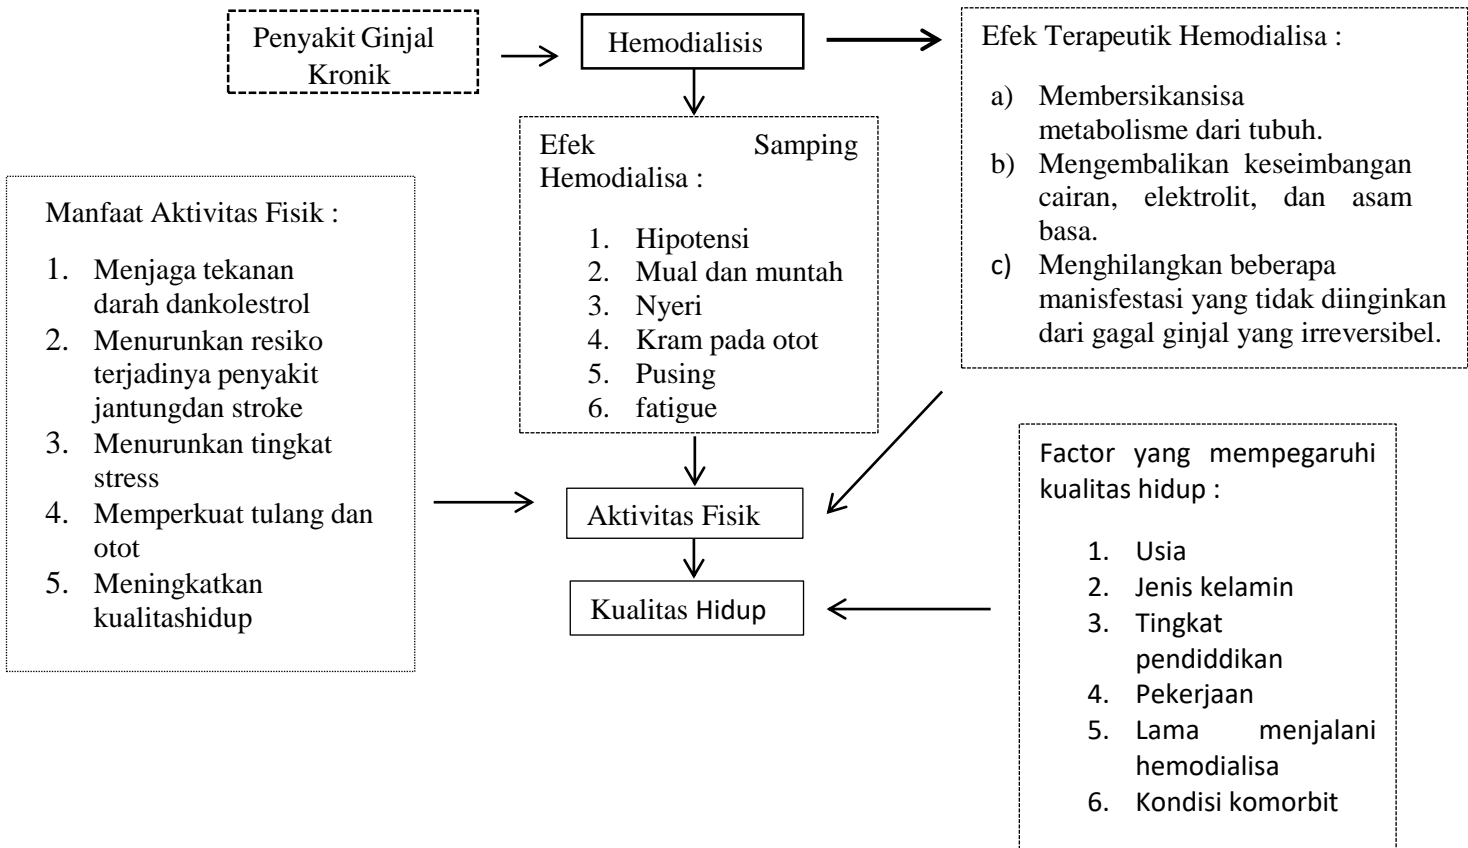 Penyakit Ginjal
Kronik
Hemodialisis
Efek Terapeutik Hemodialisa :
a) Membersikansisa
metabolisme dari tubuh.
b) Mengembalikan keseimbangan
cairan, elektrolit, dan asam
basa.
c) Menghilangkan beberapa
manisfestasi yang tidak diinginkan
dari gagal ginjal yang irreversibel.
Efek Samping
Hemodialisa :
1. Hipotensi
2. Mual dan muntah
3. Nyeri
4. Kram pada otot
5. Pusing
6. fatigue
Manfaat Aktivitas Fisik :
1. Menjaga tekanan
darah dankolestrol
2. Menurunkan resiko
terjadinya penyakit
jantungdan stroke
3. Menurunkan tingkat
stress
4. Memperkuat tulang dan
otot
5. Meningkatkan
kualitashidup
Aktivitas Fisik
Kualitas Hidup
Factor yang mempegaruhi
kualitas hidup :
1. Usia
2. Jenis kelamin
3. Tingkat
pendiddikan
4. Pekerjaan
5. Lama menjalani
hemodialisa
6. Kondisi komorbit